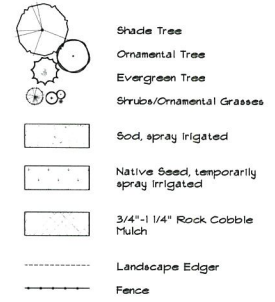 Shade Tree
Ornamental Tree
Evergreen Tree
Shrubs/Ornamental Grasses
Sod, spray irigated
Native Seed, temporarily
spray irrigated
3/4"-1 1/4" Rock Cobble
Mulch
Landscape Edger
Fence